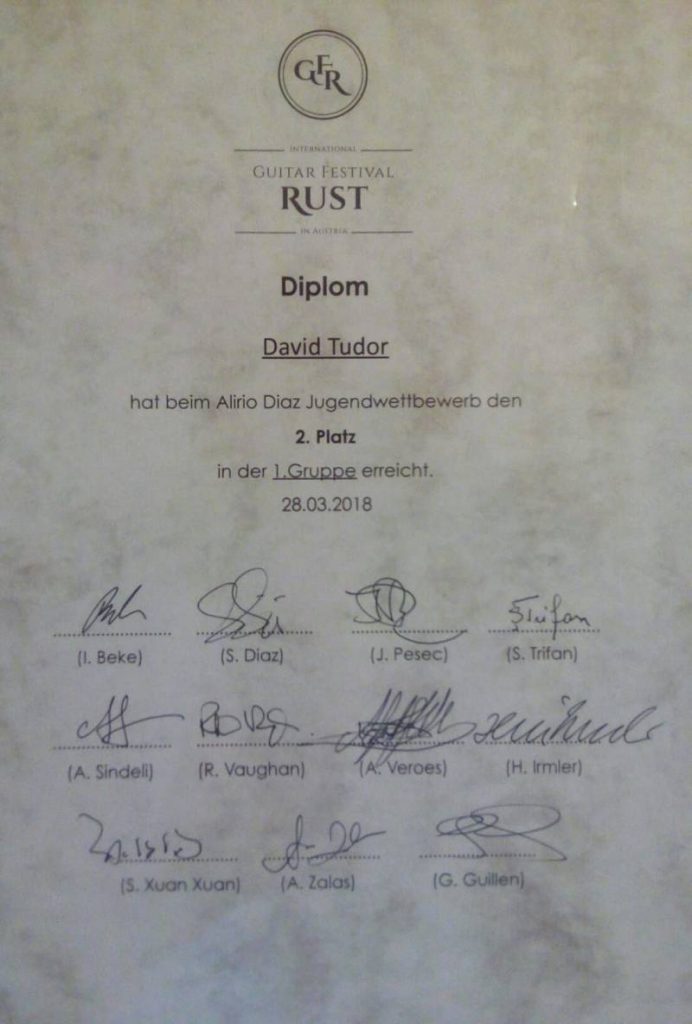 GFR
INTERNATIONAL
GUITAR FESTIVAL
RUST
IN AUSTRIA
Diplom
David Tudor
hat beim Alirio Diaz Jugendwettbewerb den
2. Platz
in der 1.Gruppe erreicht.
28.03.2018
(I. Beke) (S. Diaz) (J. Pesec) (S. Trifan)
(A. Sindeli) (R. Vaughan) (A. Veroes) (H. Irmler)
(S. Xuan Xuan) (A. Zalas) (G. Guillen)